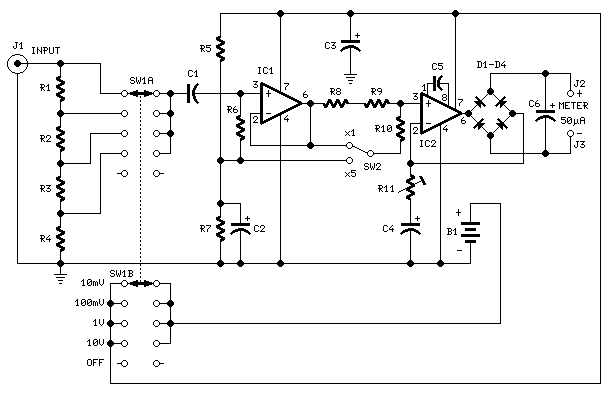 J1 INPUT
R1
R2
R3
R4
SW1A
C1
R5
R6
R7
C2
+
IC1
3
+
2
−
7
4
6
C3
+
R8
R9
R10
x1
x5
SW2
C5
1
8
3
+
2
−
7
6
4
IC2
D1-D4
R11
C4
+
C6
+
J2
+
METER
50µA
−
J3
B1
+
−
SW1B
10mV
100mV
1V
10V
OFF